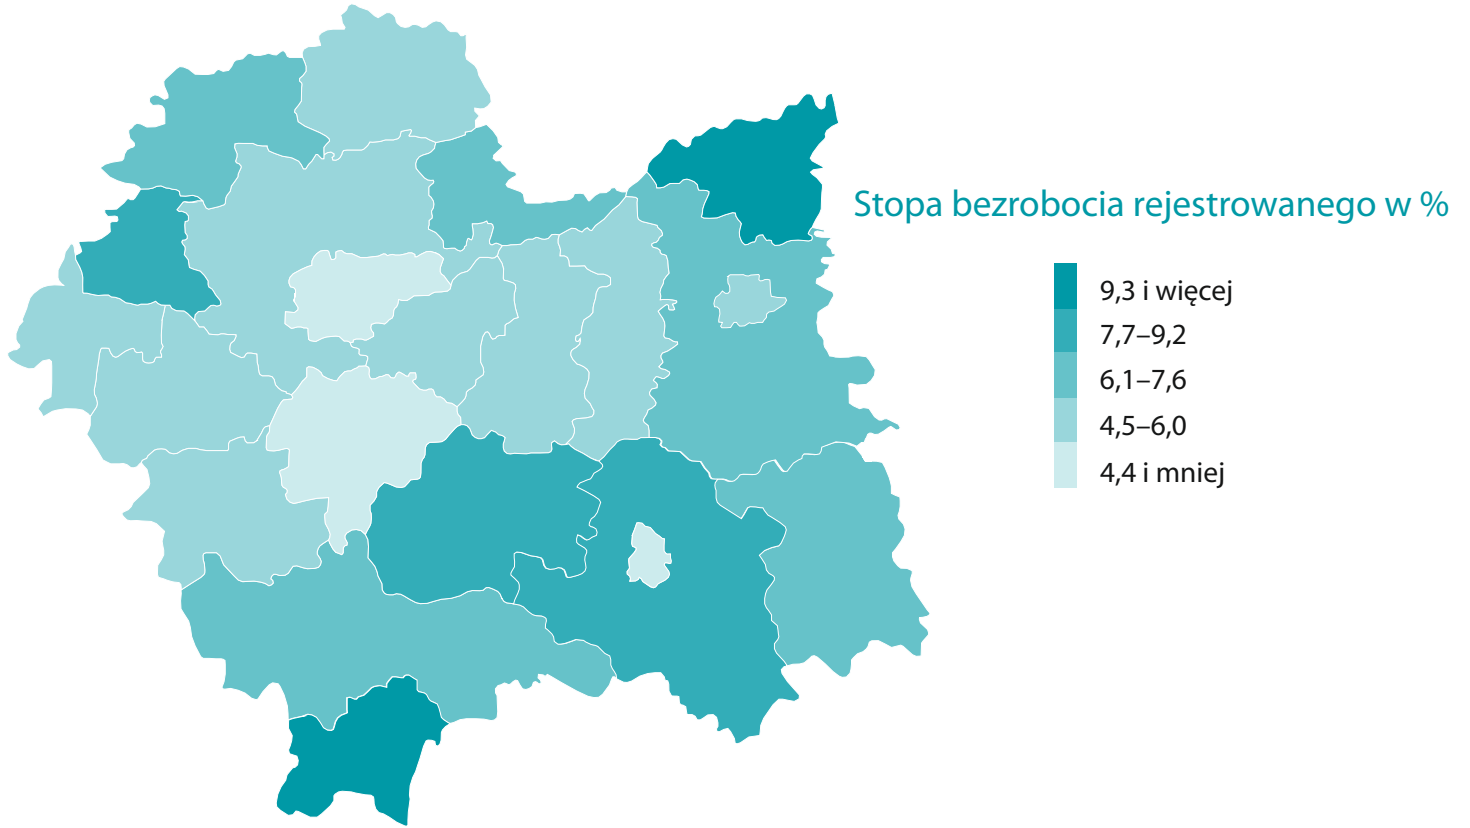 Stopa bezrobocia rejestrowanego w %
9,3 i więcej
7,7–9,2
6,1–7,6
4,5–6,0
4,4 i mniej